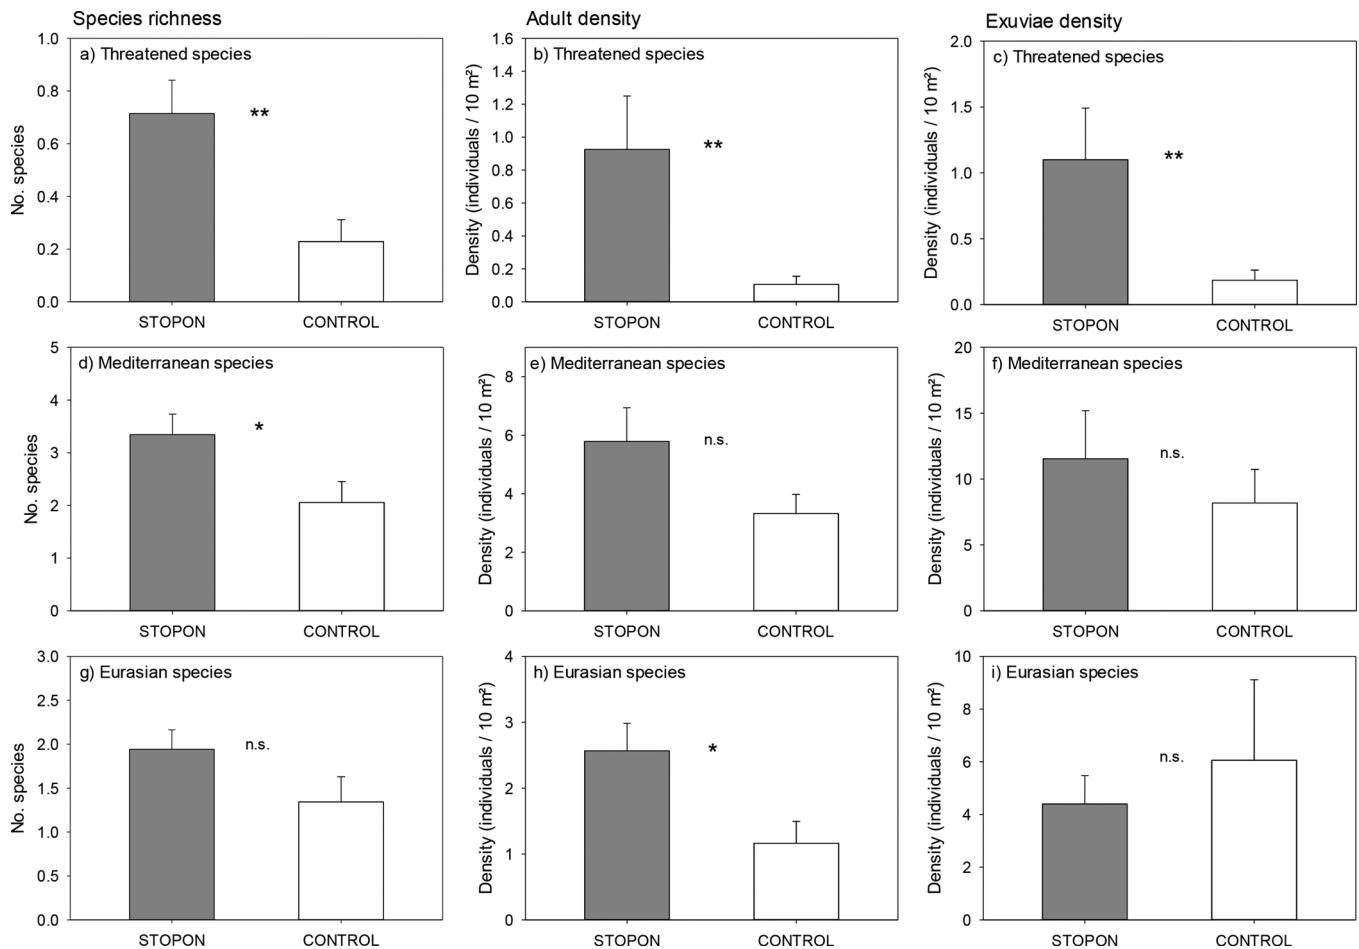 Species richness
Adult density
Exuviae density
a) Threatened species
No. species
1.0
0.8
0.6
0.4
0.2
0.0
**
STOPON
CONTROL
b) Threatened species
Density (individuals / 10 m²)
1.6
1.4
1.2
1.0
0.8
0.6
0.4
0.2
0.0
**
STOPON
CONTROL
c) Threatened species
Density (individuals / 10 m²)
2.0
1.5
1.0
0.5
0.0
**
STOPON
CONTROL
d) Mediterranean species
No. species
5
4
3
2
1
0
*
STOPON
CONTROL
e) Mediterranean species
Density (individuals / 10 m²)
8
6
4
2
0
n.s.
STOPON
CONTROL
f) Mediterranean species
Density (individuals / 10 m²)
20
15
10
5
0
n.s.
STOPON
CONTROL
g) Eurasian species
No. species
3.0
2.5
2.0
1.5
1.0
0.5
0.0
n.s.
STOPON
CONTROL
h) Eurasian species
Density (individuals / 10 m²)
4
3
2
1
0
*
STOPON
CONTROL
i) Eurasian species
Density (individuals / 10 m²)
10
8
6
4
2
0
n.s.
STOPON
CONTROL